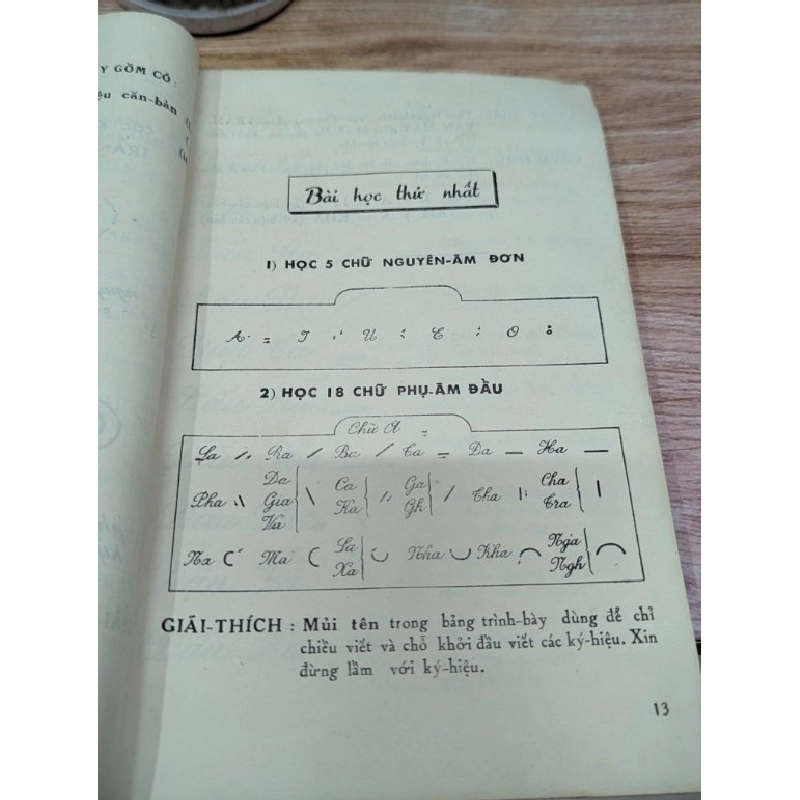 Y GỒM CÓ :
căn-bản
Bài học thứ nhất
1) HỌC 5 CHỮ NGUYÊN-ÂM ĐƠN
A = I U : E : O
2) HỌC 18 CHỮ PHỤ-ÂM ĐẦU
Chữ A =
La Ra / Ba / Ta = Đa — Ha —
Pha Da Gia Va } \ Ca Ka } Ga Gh } / Tha Cha Tra } |
Na Ma Sa Xa } Nha Kha Nga Ngh }
GIẢI-THÍCH : Mũi tên trong bảng trình-bày dùng để chỉ
chiều viết và chỗ khởi đầu viết các ký-hiệu. Xin
đừng lầm với ký-hiệu.
13